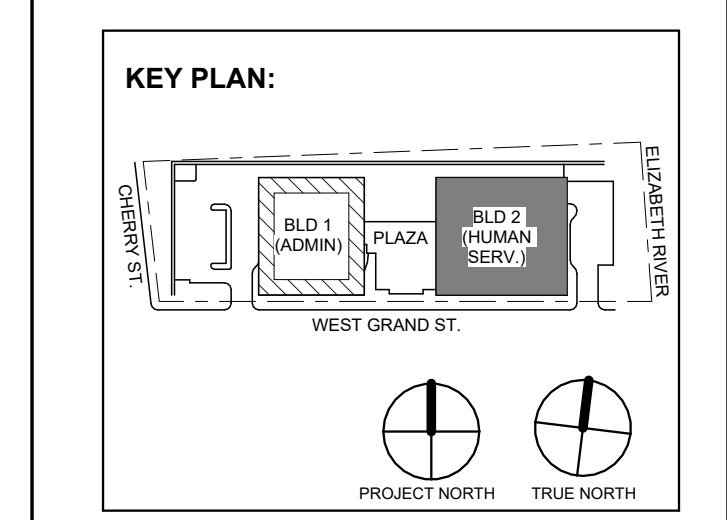 KEY PLAN:
CHERRY ST.
BLD 1
(ADMIN)
PLAZA
BLD 2
(HUMAN
SERV.)
ELIZABETH RIVER
WEST GRAND ST.
PROJECT NORTH
TRUE NORTH